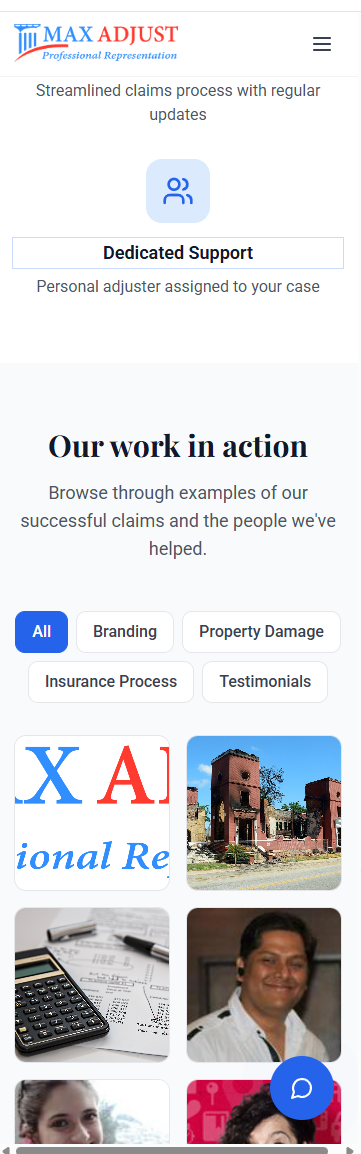 MAX ADJUST
Professional Representation
Streamlined claims process with regular
updates
Dedicated Support
Personal adjuster assigned to your case
Our work in action
Browse through examples of our
successful claims and the people we've
helped.
All
Branding
Property Damage
Insurance Process
Testimonials
X A
ional Re